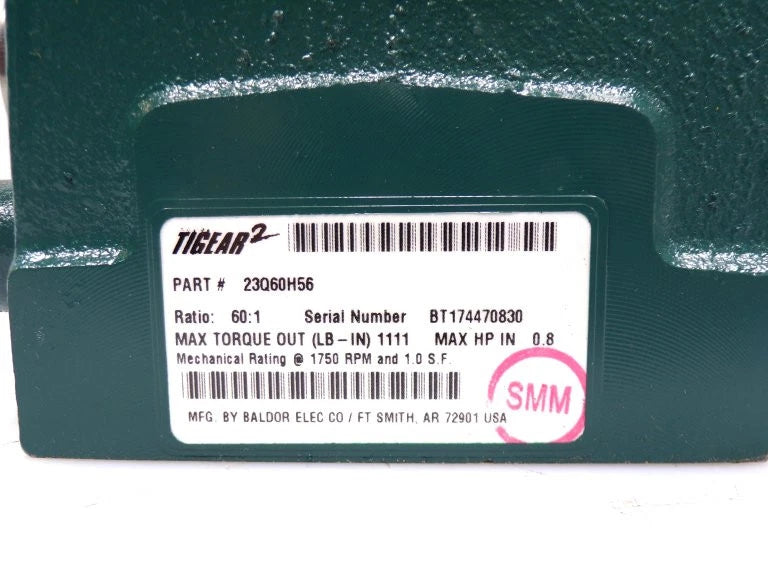 TIGEAR2
PART # 23Q60H56
Ratio: 60:1 Serial Number BT174470830
MAX TORQUE OUT (LB-IN) 1111 MAX HP IN 0.8
Mechanical Rating @ 1750 RPM and 1.0 S.F.
SMM
MFG. BY BALDOR ELEC CO / FT SMITH, AR 72901 USA